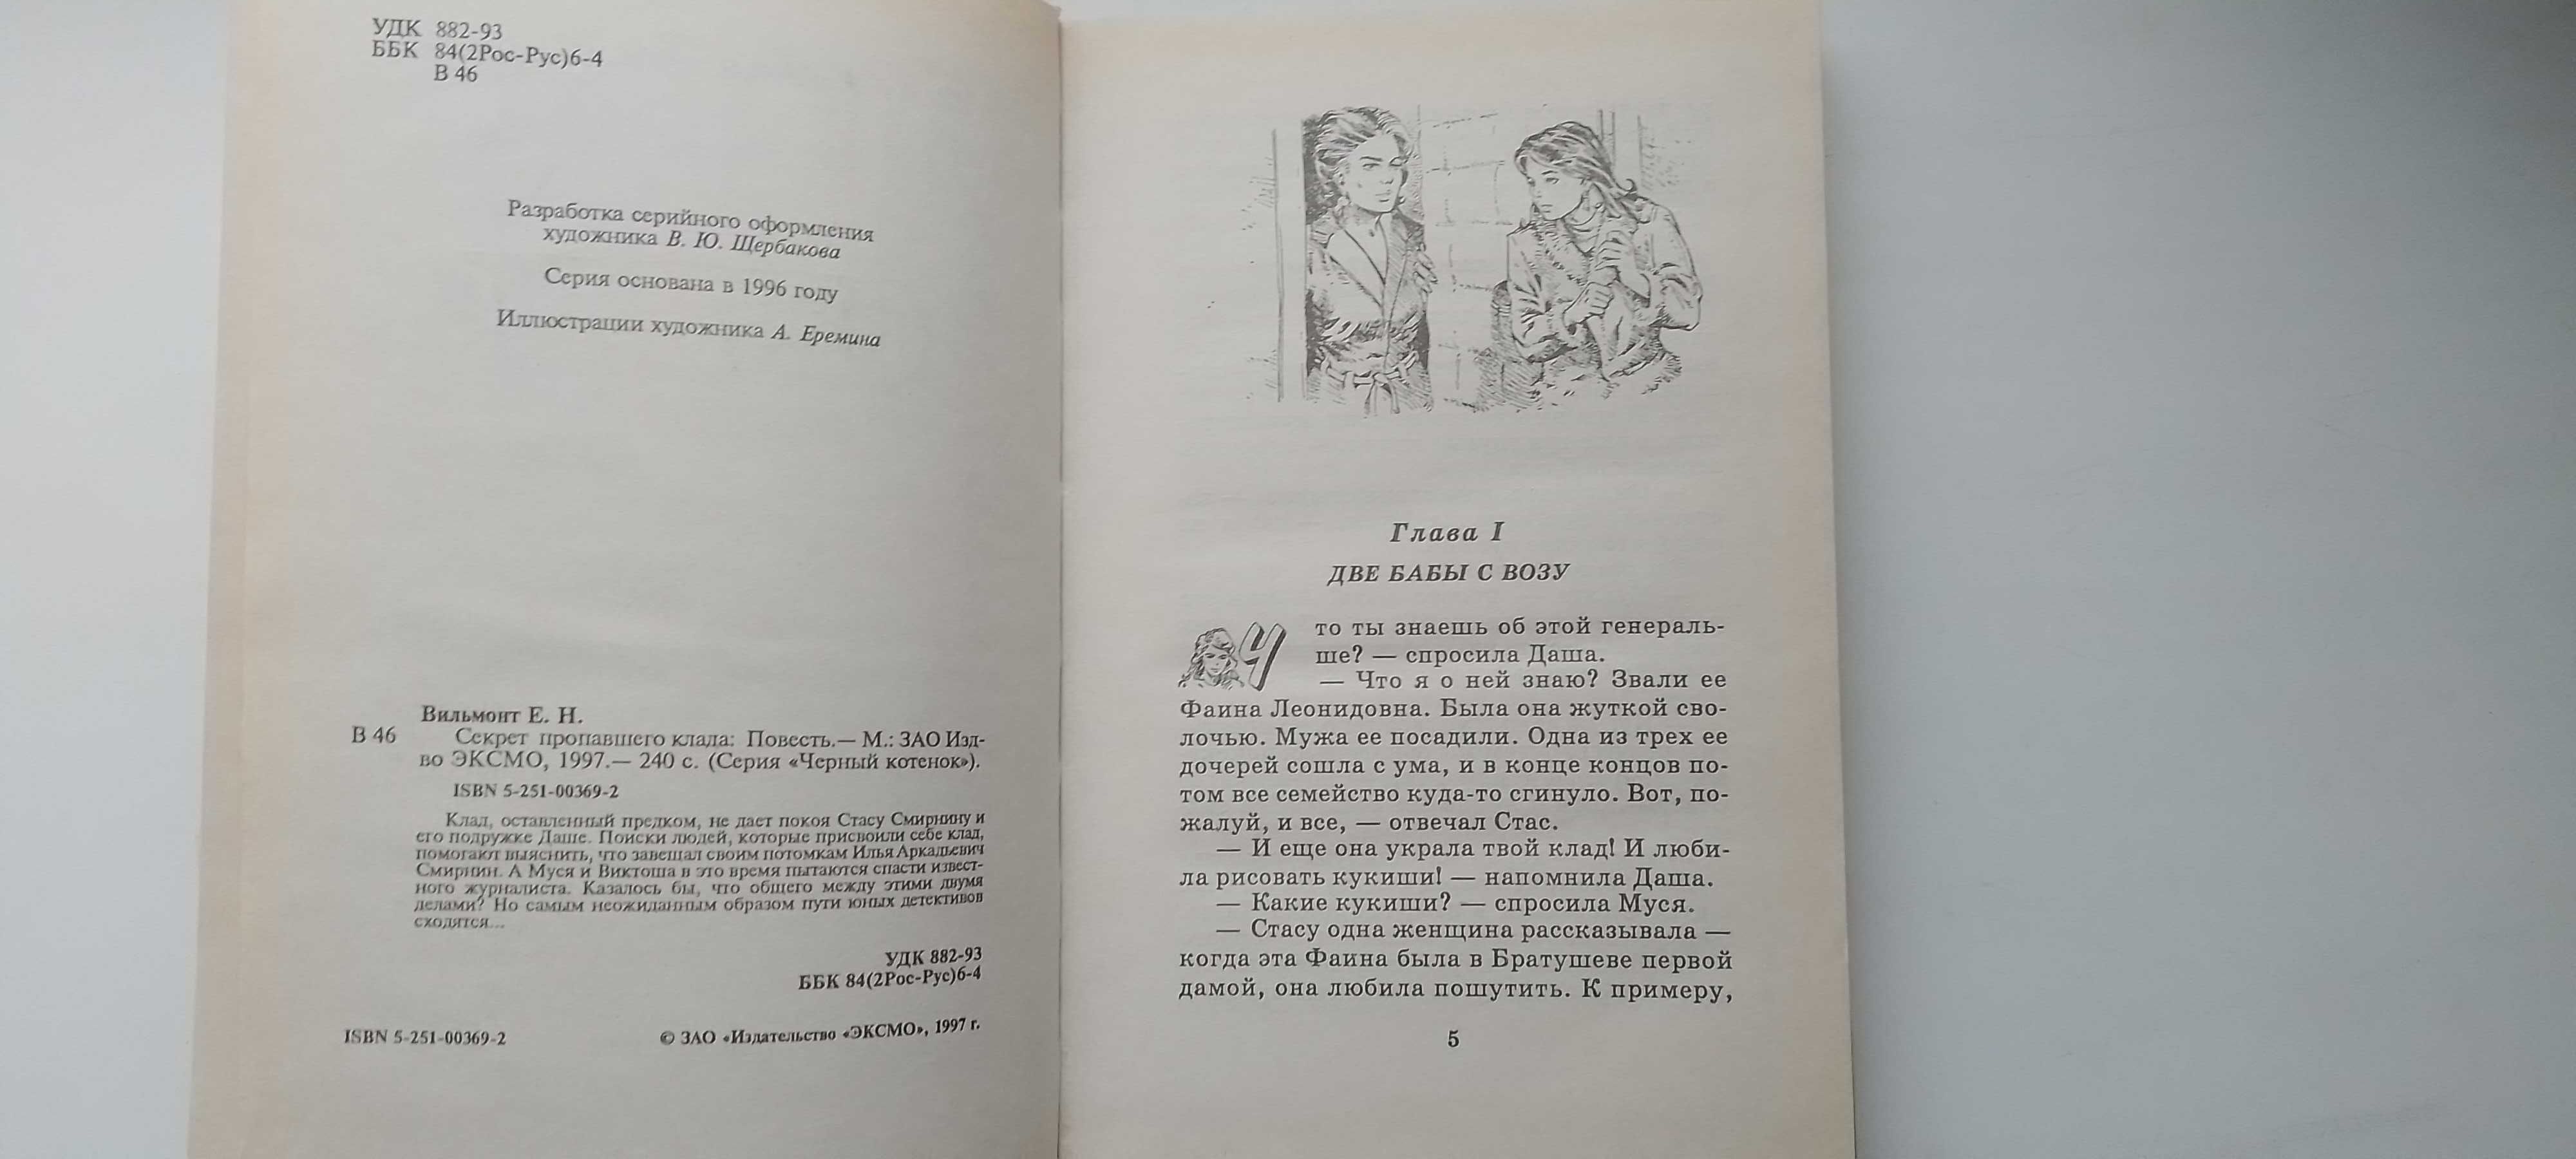 УДК 882-93
ББК 84(2Рос-Рус)6-4
В 46
Разработка серийного оформления
художника В. Ю. Щербакова
Серия основана в 1996 году
Иллюстрации художника А. Еремина
Вильмонт Е. Н.
В 46 Секрет пропавшего клада: Повесть.— М.: ЗАО Изд-
во ЭКСМО, 1997.— 240 с. (Серия «Черный котенок»).
ISBN 5-251-00369-2
Клад, оставленный предком, не дает покоя Стасу Смирнину и
его подружке Даше. Поиски людей, которые присвоили себе клад,
помогают выяснить, что завещал своим потомкам Илья Аркадьевич
Смирнин. А Муся и Виктоша в это время пытаются спасти извест-
ного журналиста. Казалось бы, что общего между этими двумя
делами? Но самым неожиданным образом пути юных детективов
сходятся...
УДК 882-93
ББК 84(2Рос-Рус)6-4
ISBN 5-251-00369-2 © ЗАО «Издательство «ЭКСМО», 1997 г.
Глава I
ДВЕ БАБЫ С ВОЗУ
Что ты знаешь об этой генераль-
ше? — спросила Даша.
— Что я о ней знаю? Звали ее
Фаина Леонидовна. Была она жуткой сво-
лочью. Мужа ее посадили. Одна из трех ее
дочерей сошла с ума, и в конце концов по-
том все семейство куда-то сгинуло. Вот, по-
жалуй, и все, — отвечал Стас.
— И еще она украла твой клад! И люби-
ла рисовать кукиши! — напомнила Даша.
— Какие кукиши? — спросила Муся.
— Стасу одна женщина рассказывала —
когда эта Фаина была в Братушеве первой
дамой, она любила пошутить. К примеру,
5